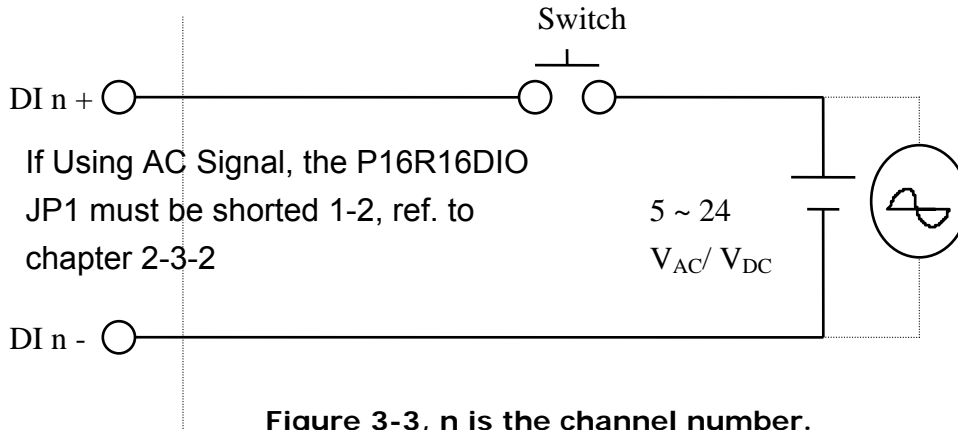 Switch
DI n +
If Using AC Signal, the P16R16DIO
JP1 must be shorted 1-2, ref. to
chapter 2-3-2
5 ~ 24
VAC/ VDC
DI n -
Figure 3-3, n is the channel number.